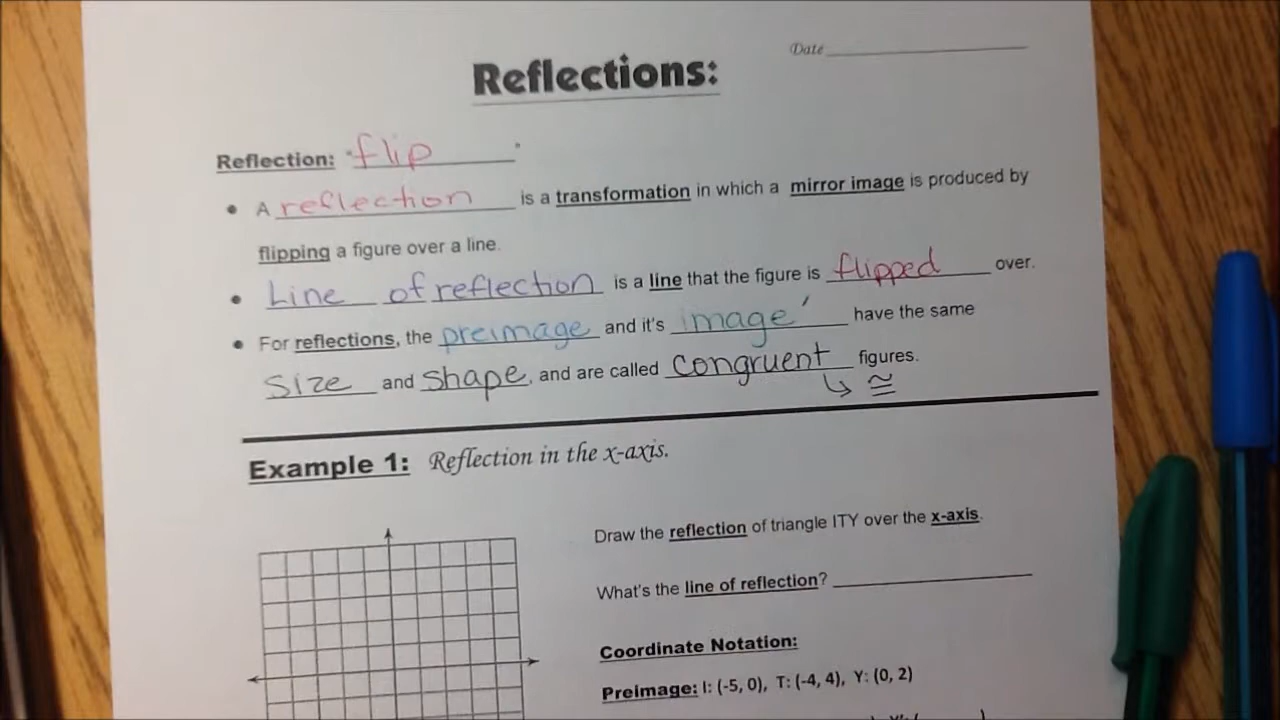 Date
Reflections:
Reflection: "flip"
• A reflection is a transformation in which a mirror image is produced by
flipping a figure over a line.
• Line of reflection is a line that the figure is flipped over.
• For reflections, the preimage and it's image' have the same
size and shape, and are called congruent figures.
↳ ≅
Example 1: Reflection in the x-axis.
Draw the reflection of triangle ITY over the x-axis.
What's the line of reflection?
Coordinate Notation:
Preimage: I: (-5, 0), T: (-4, 4), Y: (0, 2)